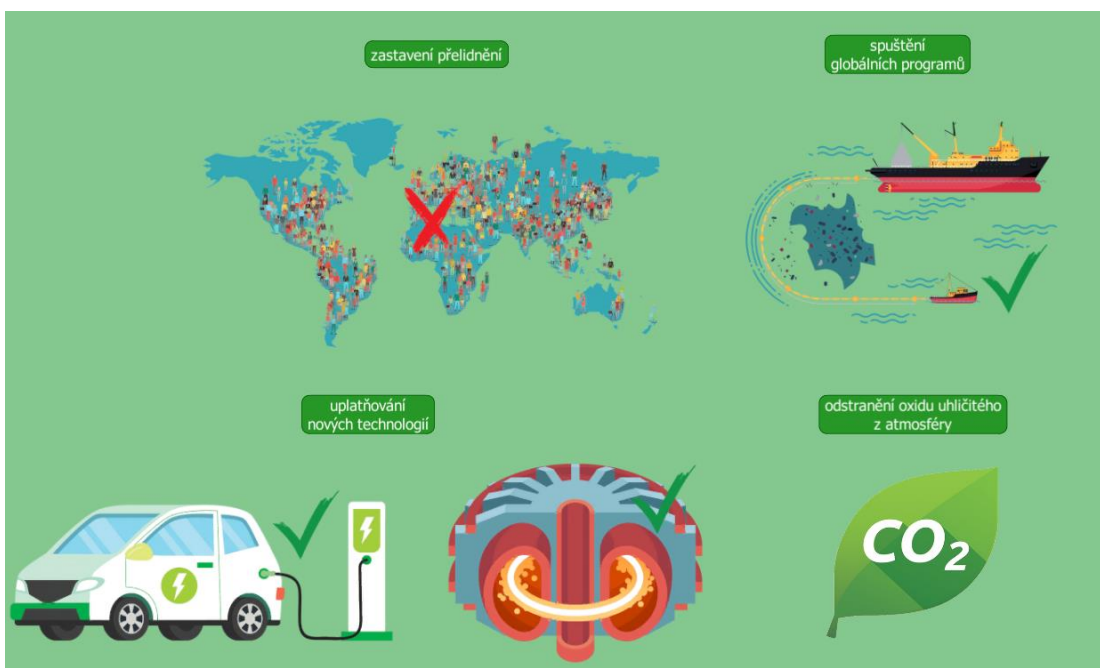 zastavení přelidnění
spuštění
globálních programů
uplatňování
nových technologií
odstranění oxidu uhličitého
z atmosféry
CO₂